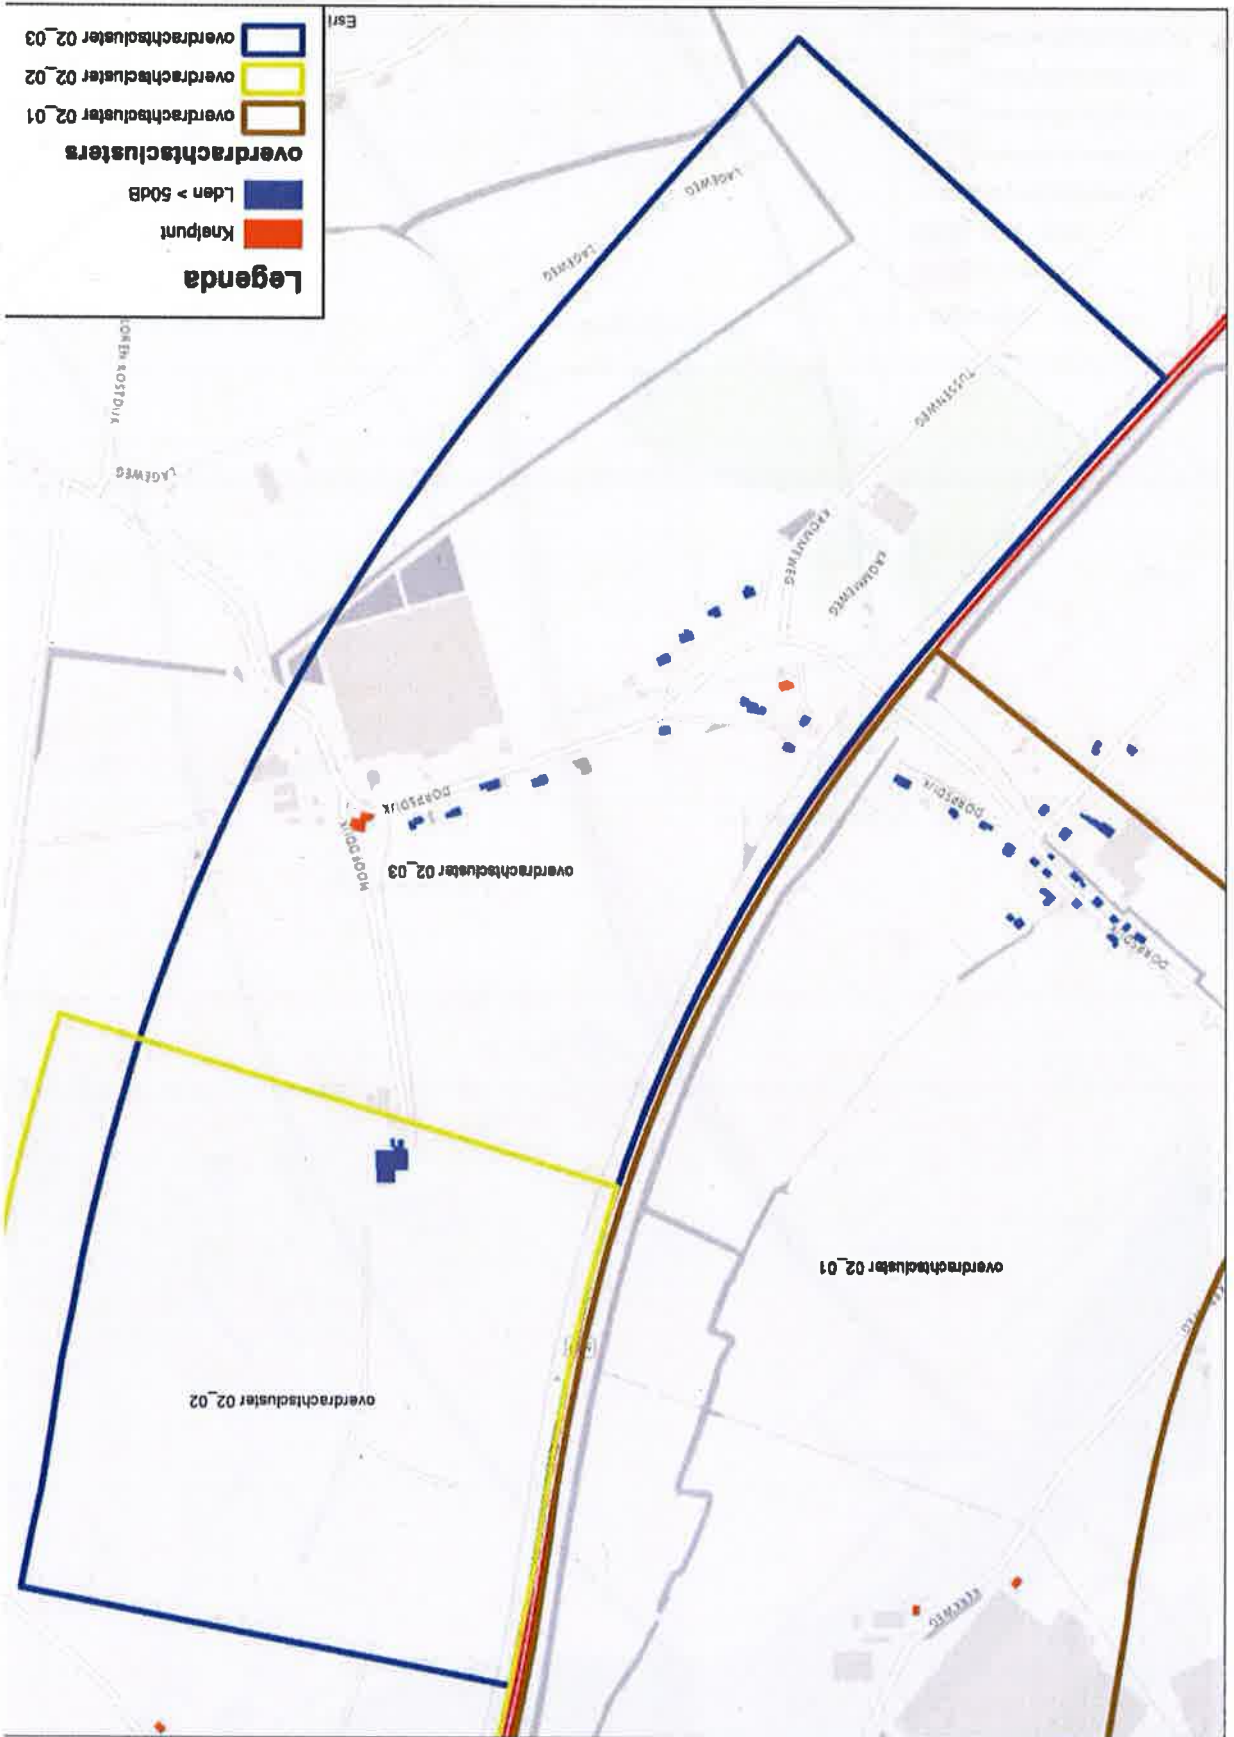 KERKWEG
overdrachtscluster 02_02
overdrachtscluster 02_01
DORPSDIJK
overdrachtscluster 02_03
DORPSDIJK
DORPSDIJK
KROMMEWEG
KROMMEWEG
LAGEWEG
TUSSENWEG
LAGEWEG
LAGEWEG
Legenda
Knelpunt
Lden > 50dB
overdrachtsclusters
overdrachtscluster 02_01
overdrachtscluster 02_02
overdrachtscluster 02_03
Esri